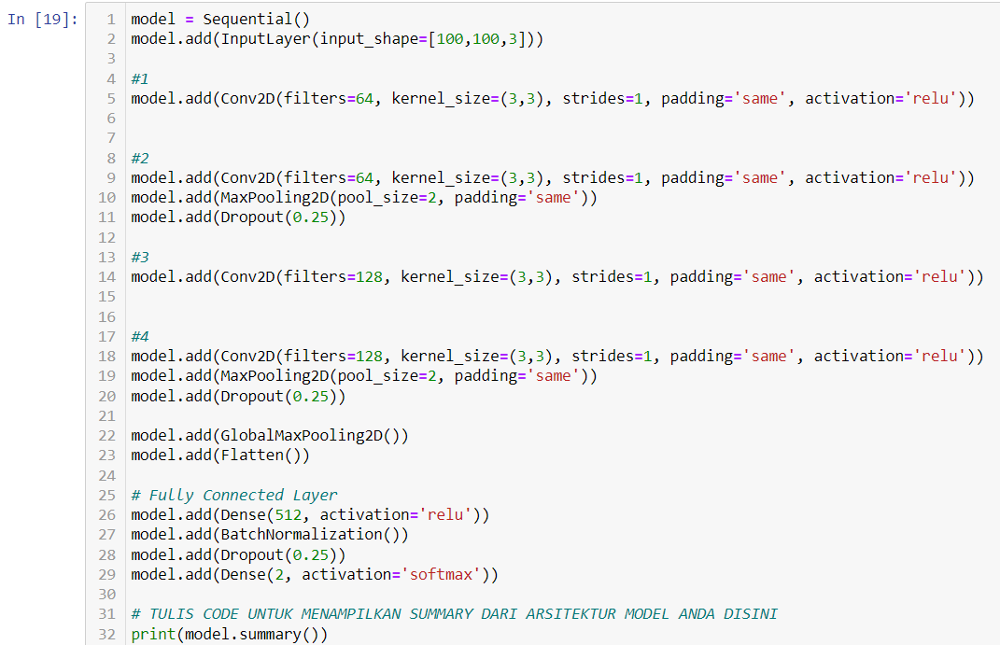 In [19]:
1 model = Sequential()
2 model.add(InputLayer(input_shape=[100,100,3]))
3
4 #1
5 model.add(Conv2D(filters=64, kernel_size=(3,3), strides=1, padding='same', activation='relu'))
6
7
8 #2
9 model.add(Conv2D(filters=64, kernel_size=(3,3), strides=1, padding='same', activation='relu'))
10 model.add(MaxPooling2D(pool_size=2, padding='same'))
11 model.add(Dropout(0.25))
12
13 #3
14 model.add(Conv2D(filters=128, kernel_size=(3,3), strides=1, padding='same', activation='relu'))
15
16
17 #4
18 model.add(Conv2D(filters=128, kernel_size=(3,3), strides=1, padding='same', activation='relu'))
19 model.add(MaxPooling2D(pool_size=2, padding='same'))
20 model.add(Dropout(0.25))
21
22 model.add(GlobalMaxPooling2D())
23 model.add(Flatten())
24
25 # Fully Connected Layer
26 model.add(Dense(512, activation='relu'))
27 model.add(BatchNormalization())
28 model.add(Dropout(0.25))
29 model.add(Dense(2, activation='softmax'))
30
31 # TULIS CODE UNTUK MENAMPILKAN SUMMARY DARI ARSITEKTUR MODEL ANDA DISINI
32 print(model.summary())